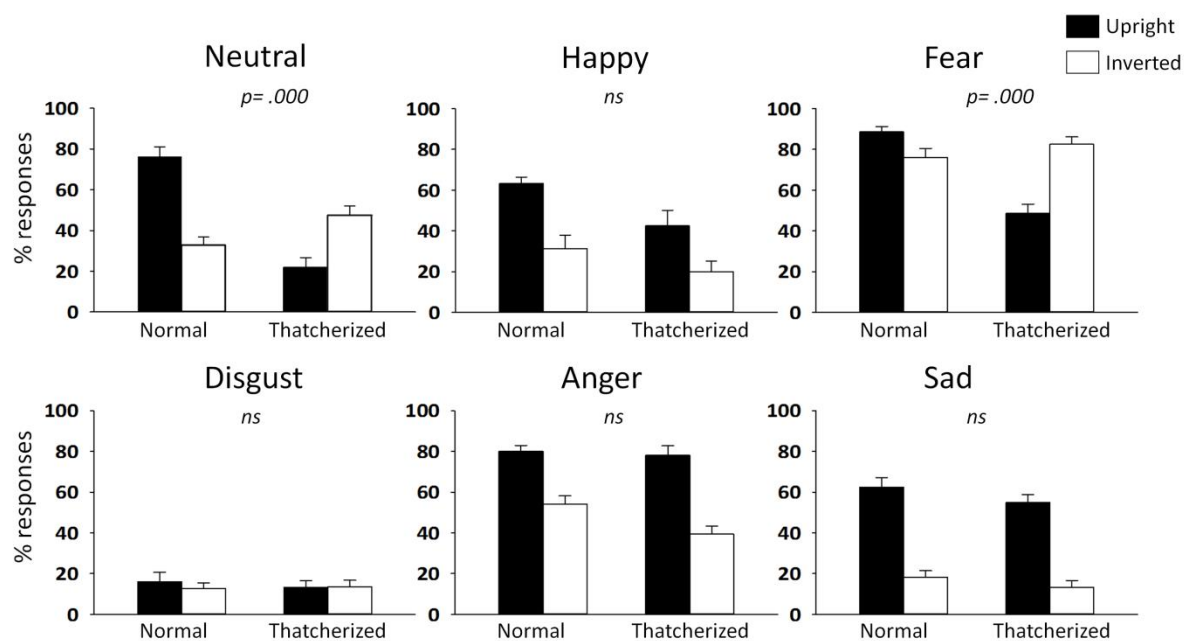 Upright
Inverted
Neutral
Happy
Fear
p= .000
ns
p= .000
% responses
100
80
60
40
20
0
Normal
Thatcherized
100
80
60
40
20
0
Normal
Thatcherized
100
80
60
40
20
0
Normal
Thatcherized
Disgust
Anger
Sad
ns
ns
ns
% responses
100
80
60
40
20
0
Normal
Thatcherized
100
80
60
40
20
0
Normal
Thatcherized
100
80
60
40
20
0
Normal
Thatcherized